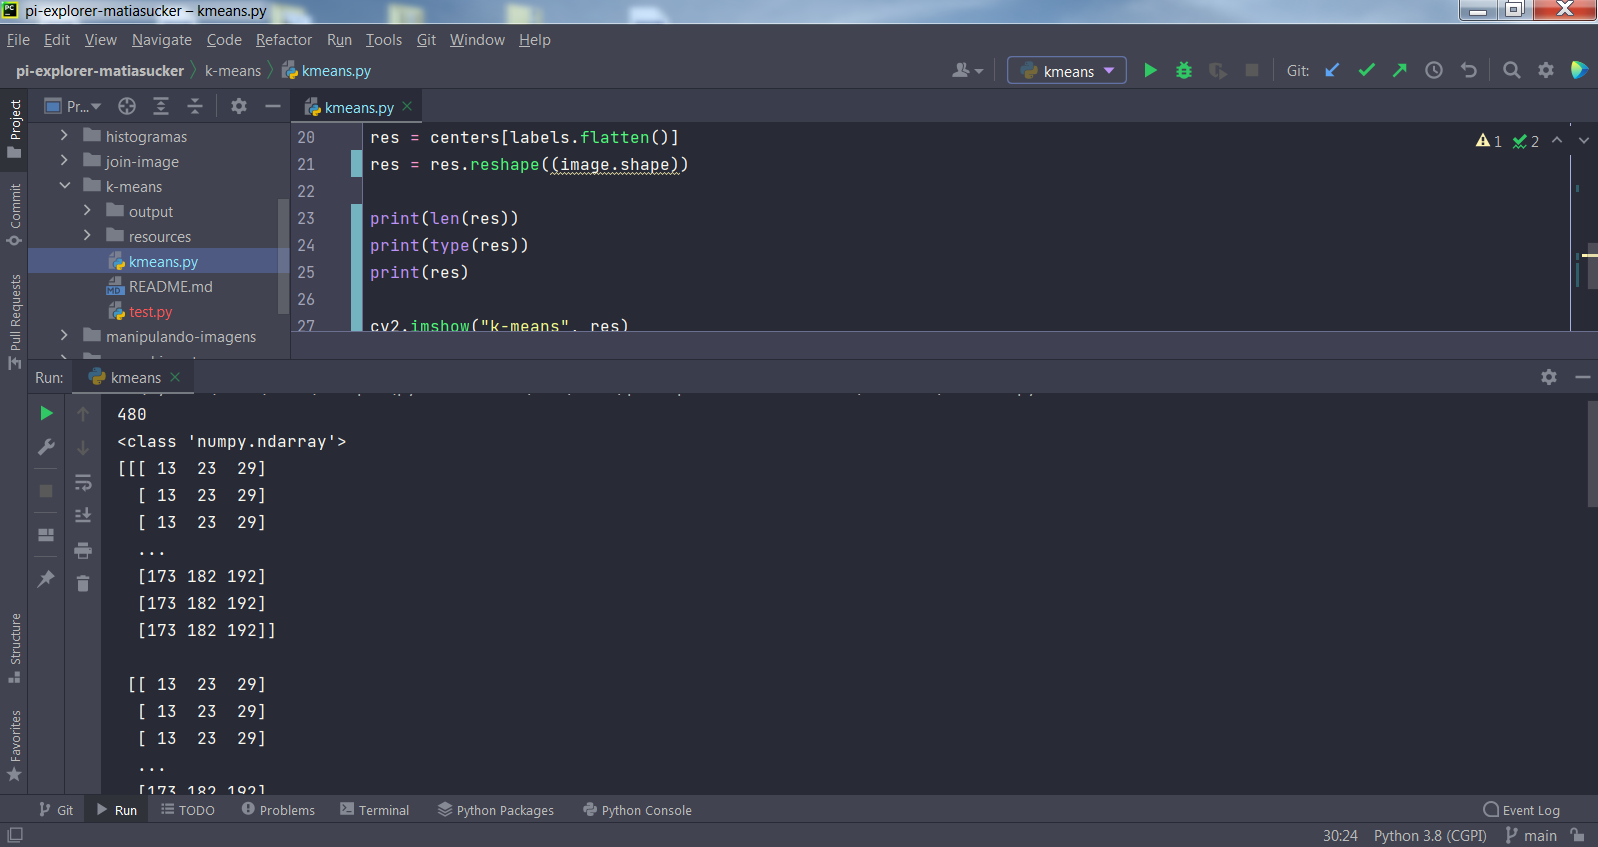 pi-explorer-matiasucker – kmeans.py
File Edit View Navigate Code Refactor Run Tools Git Window Help
pi-explorer-matiasucker k-means kmeans.py
kmeans
Git:
Project
Commit
Pull Requests
Structure
Favorites
Pr...
histogramas
join-image
k-means
output
resources
kmeans.py
README.md
test.py
manipulando-imagens
kmeans.py
1 2
20 res = centers[labels.flatten()]
21 res = res.reshape((image.shape))
22
23 print(len(res))
24 print(type(res))
25 print(res)
26
27 cv2.imshow("k-means", res)
Run: kmeans
480
<class 'numpy.ndarray'>
[[[ 13  23  29]
  [ 13  23  29]
  [ 13  23  29]
  ...
  [173 182 192]
  [173 182 192]
  [173 182 192]]
 [[ 13  23  29]
  [ 13  23  29]
  [ 13  23  29]
  ...
  [173 182 192]
Git Run TODO Problems Terminal Python Packages Python Console Event Log
30:24 Python 3.8 (CGPI) main